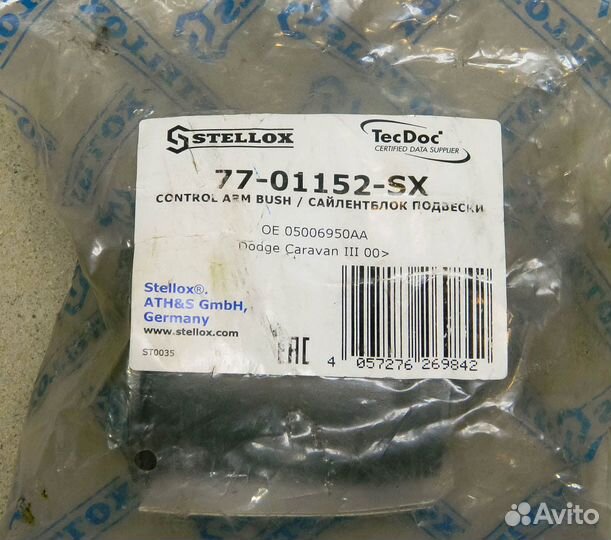 STELLOX
TecDoc®
CERTIFIED DATA SUPPLIER
77-01152-SX
CONTROL ARM BUSH / САЙЛЕНТБЛОК ПОДВЕСКИ
OE 05006950AA
Dodge Caravan III 00>
Stellox®.
ATH&S GmbH,
Germany
www.stellox.com
ST0035
EAC
4 057276 269842
STELLOX
Avito